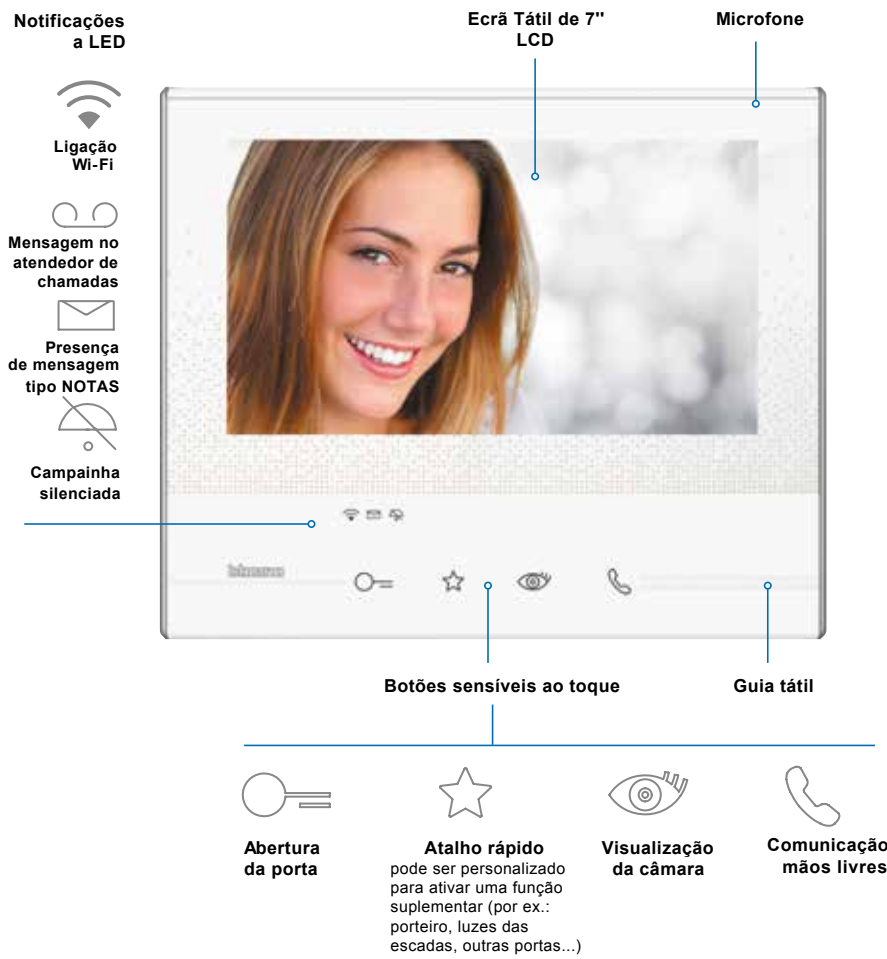 Notificações
a LED
Ecrã Tátil de 7"
LCD
Microfone
Ligação
Wi-Fi
Mensagem no
atendedor de
chamadas
Presença
de mensagem
tipo NOTAS
Campainha
silenciada
bticino
Botões sensíveis ao toque
Guia tátil
Abertura
da porta
Atalho rápido
pode ser personalizado
para ativar uma função
suplementar (por ex.:
porteiro, luzes das
escadas, outras portas...)
Visualização
da câmara
Comunicação
mãos livres